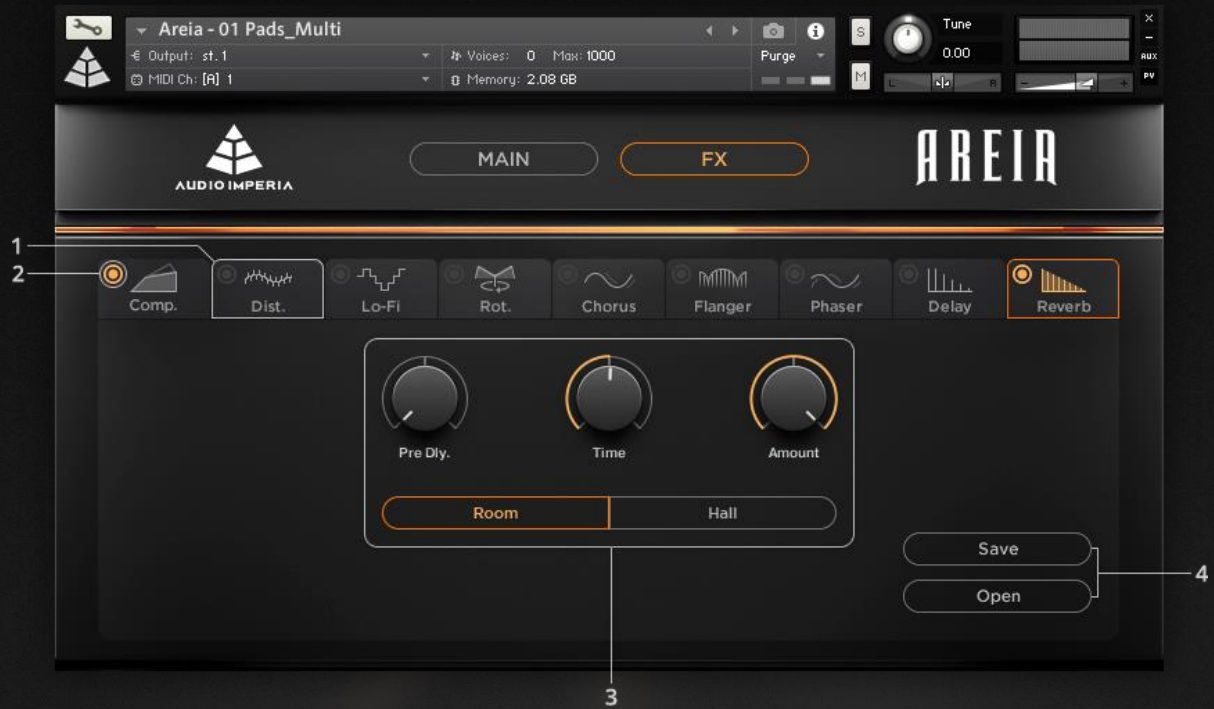 Areia - 01 Pads_Multi
Output: st. 1
Voices: 0 Max: 1000
Purge
MIDI Ch: [A] 1
Memory: 2.08 GB
S
M
Tune
0.00
L R
- +
×
-
AUX
PV
AUDIO IMPERIA
MAIN
FX
AREIA
1
2
Comp.
Dist.
Lo-Fi
Rot.
Chorus
Flanger
Phaser
Delay
Reverb
Pre Dly.
Time
Amount
Room
Hall
Save
Open
4
3